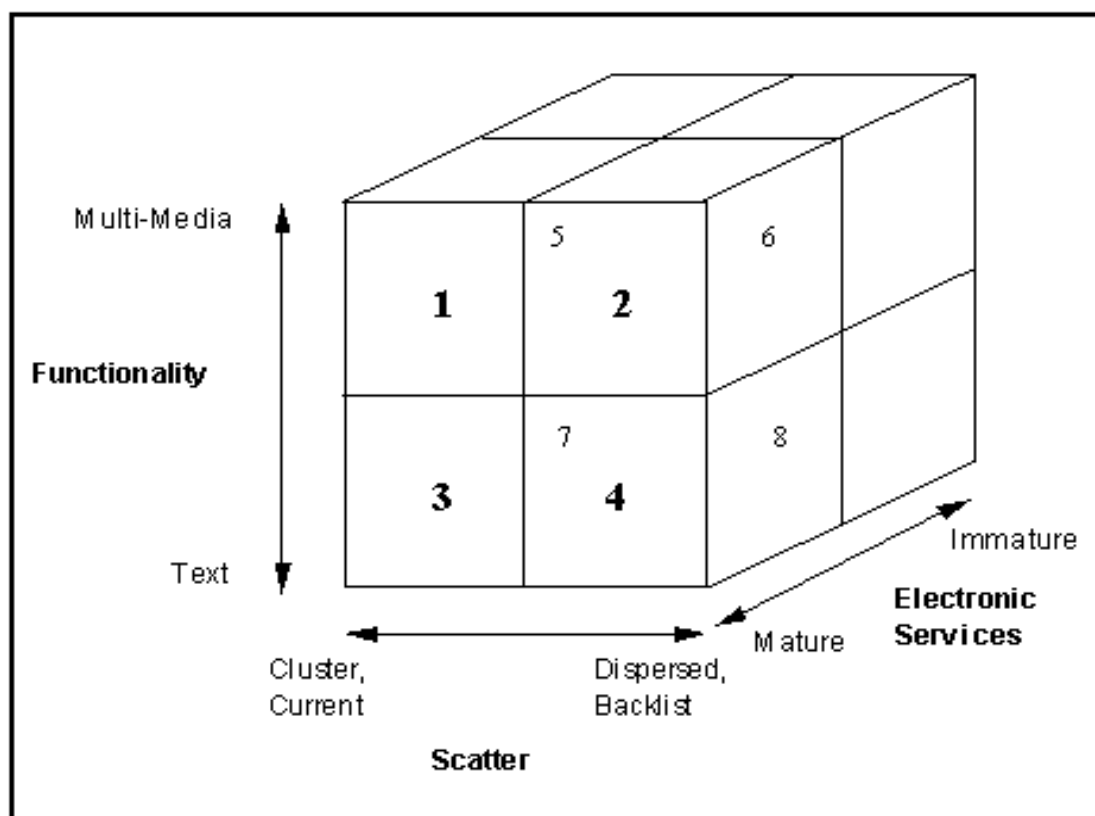 Multi-Media
5
6
1
2
Functionality
7
8
3
4
Text
Immature
Electronic
Services
Mature
Cluster,
Current
Dispersed,
Backlist
Scatter